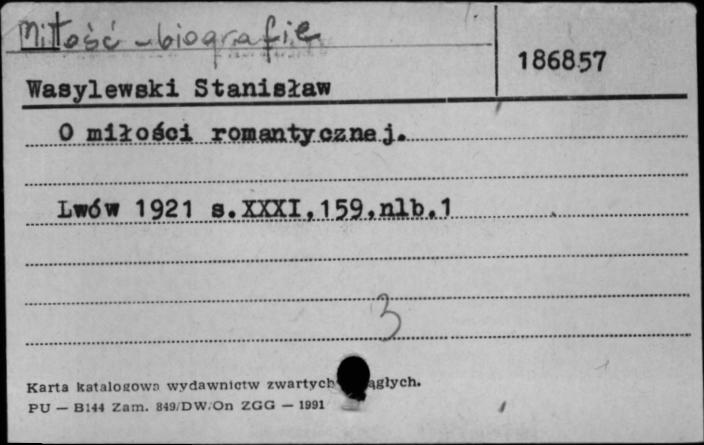 Miłość - biografie
186857
Wasylewski Stanisław
O miłości romantycznej.
Lwów 1921 s.XXXI,159,nlb.1
3
Karta katalogowa wydawnictw zwartych ągłych.
PU — B144 Zam. 849/DW/On ZGG — 1991